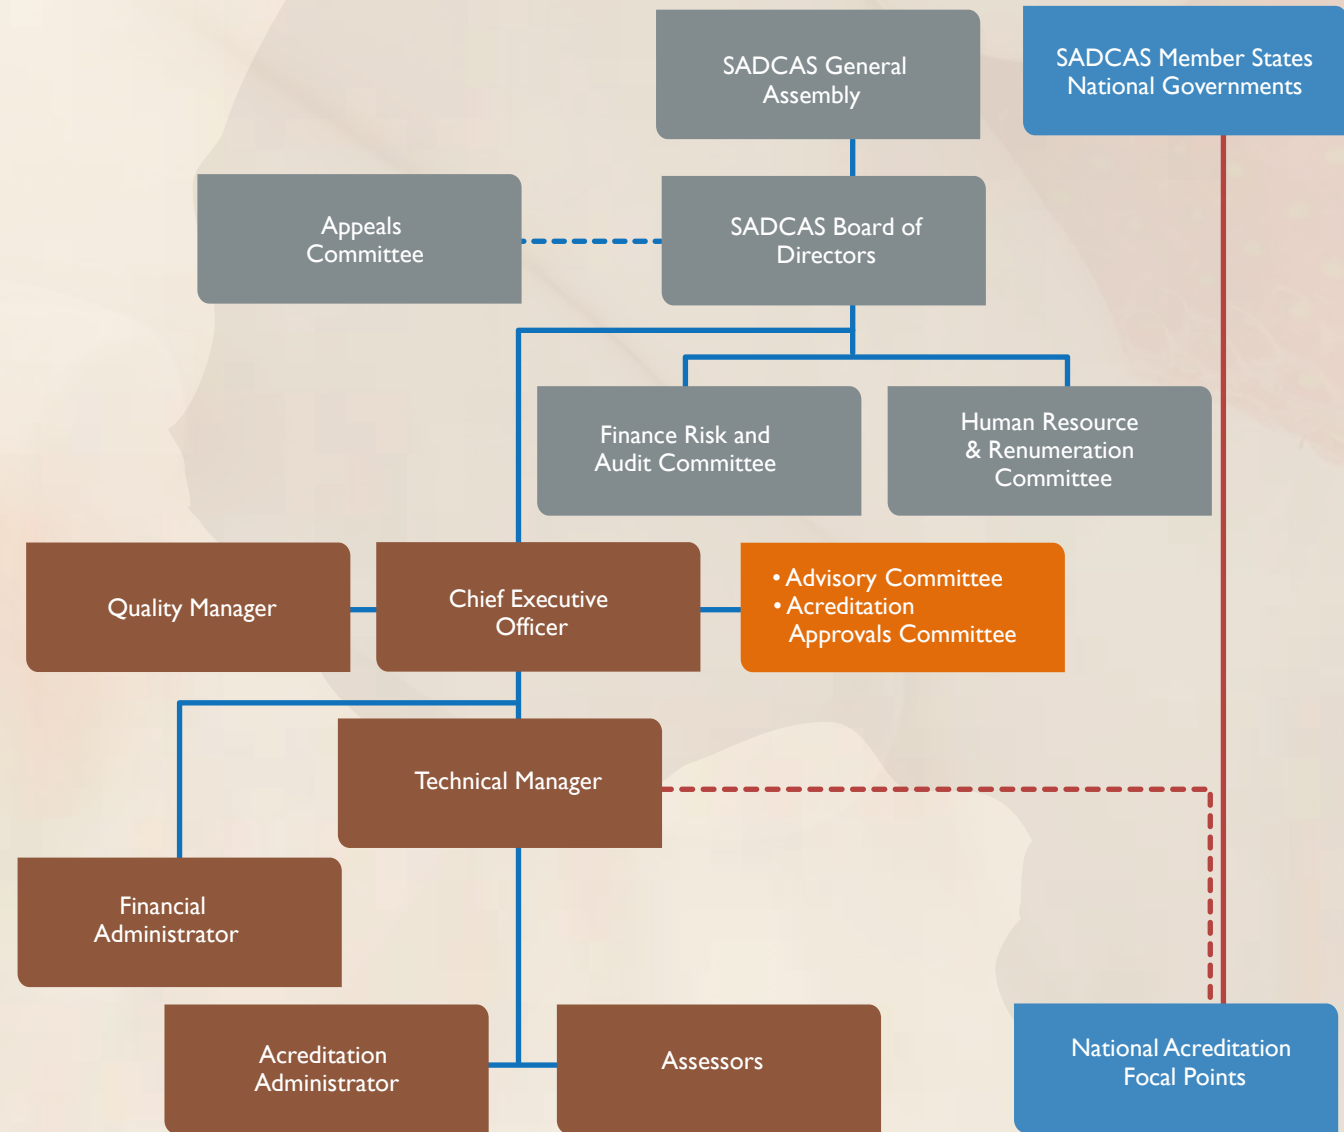 SADCAS General
Assembly
SADCAS Member States
National Governments
Appeals
Committee
SADCAS Board of
Directors
Finance Risk and
Audit Committee
Human Resource
& Renumeration
Committee
Quality Manager
Chief Executive
Officer
• Advisory Committee
• Acreditation
Approvals Committee
Technical Manager
Financial
Administrator
Acreditation
Administrator
Assessors
National Acreditation
Focal Points